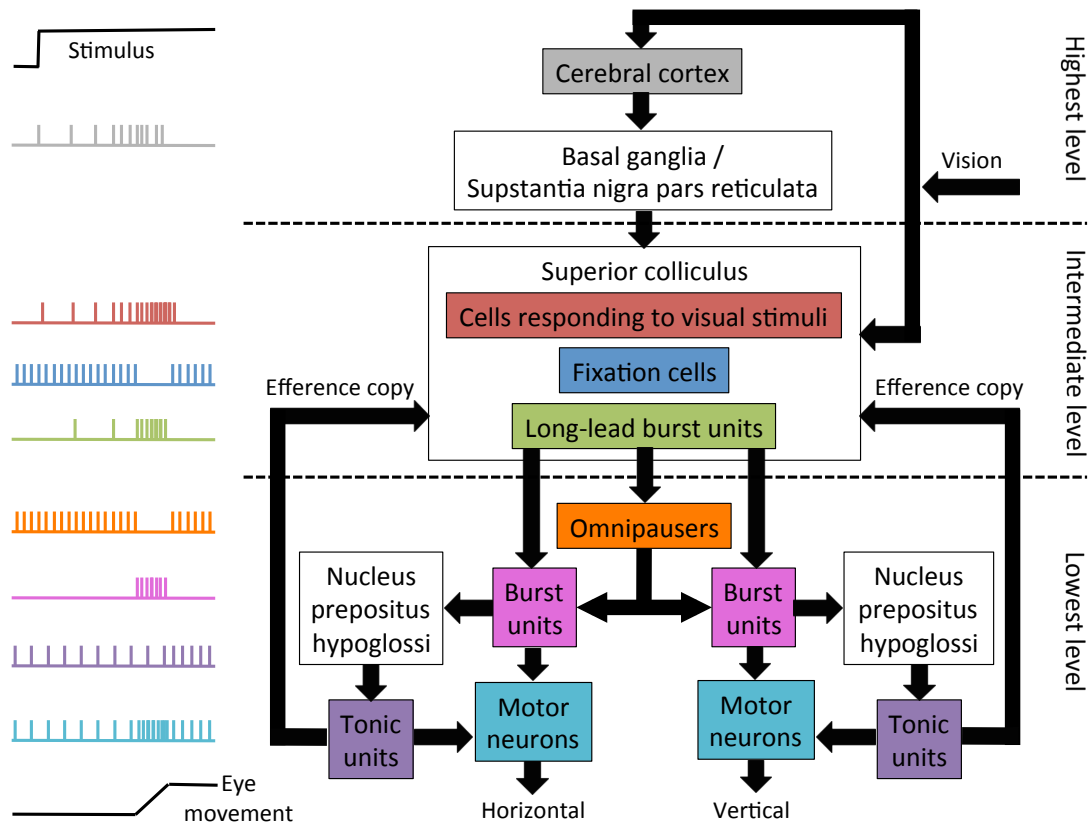 Stimulus
Cerebral cortex
Basal ganglia /
Supstantia nigra pars reticulata
Vision
Highest level
Superior colliculus
Cells responding to visual stimuli
Fixation cells
Long-lead burst units
Efference copy
Efference copy
Intermediate level
Omnipausers
Nucleus
prepositus
hypoglossi
Burst
units
Burst
units
Nucleus
prepositus
hypoglossi
Tonic
units
Motor
neurons
Motor
neurons
Tonic
units
Lowest level
Eye
movement
Horizontal
Vertical